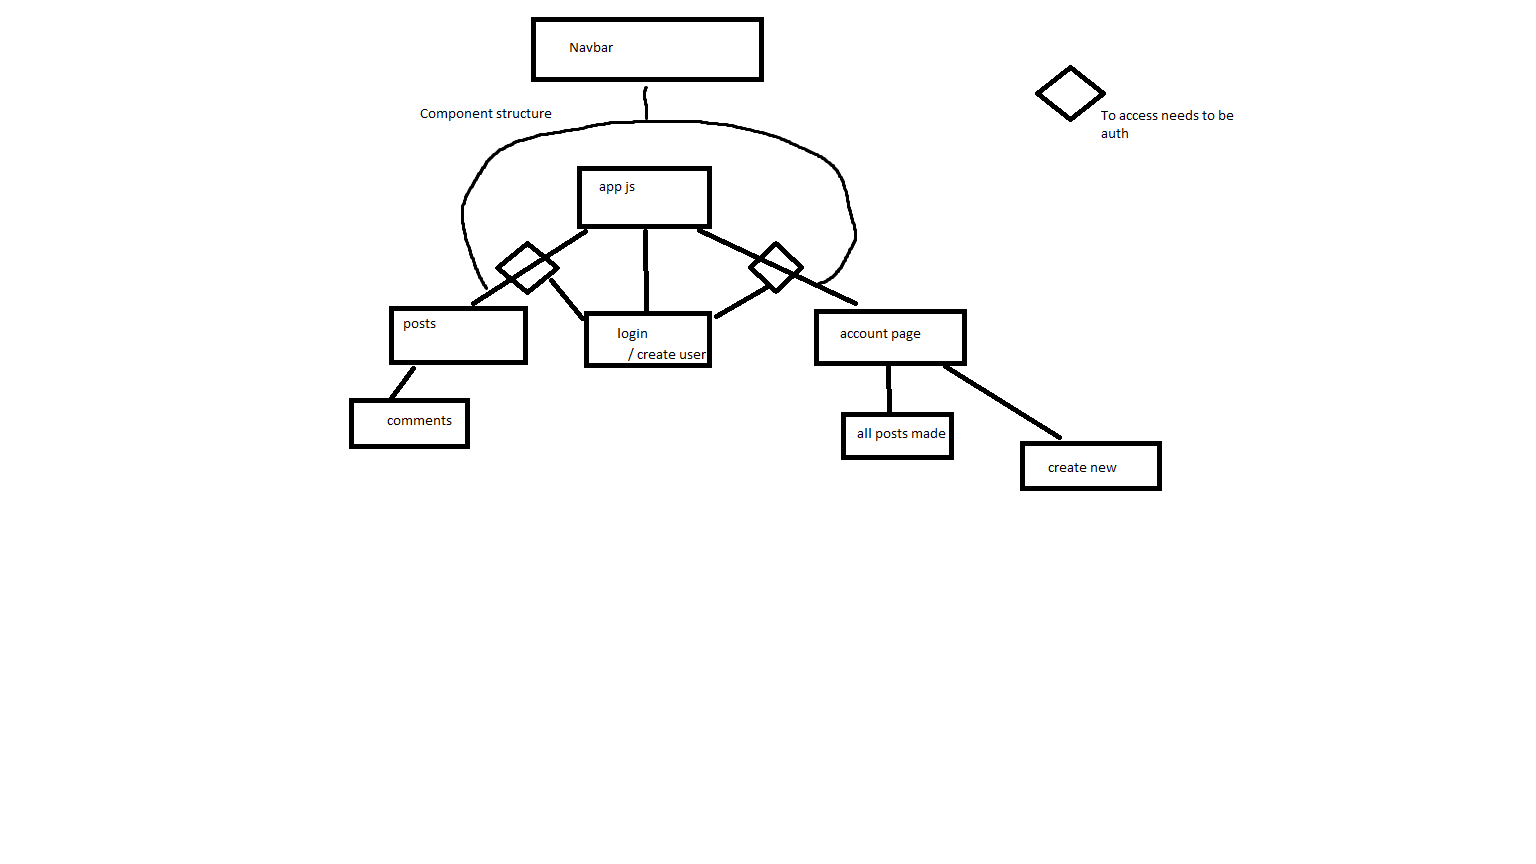 Navbar
Component structure
To access needs to be
auth
app js
posts
login
/ create user
account page
comments
all posts made
create new